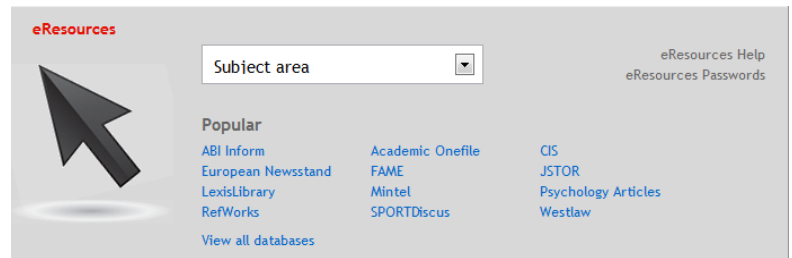 eResources
Subject area
eResources Help
eResources Passwords
Popular
ABI Inform
Academic Onefile
CIS
European Newsstand
FAME
JSTOR
LexisLibrary
Mintel
Psychology Articles
RefWorks
SPORTDiscus
Westlaw
View all databases